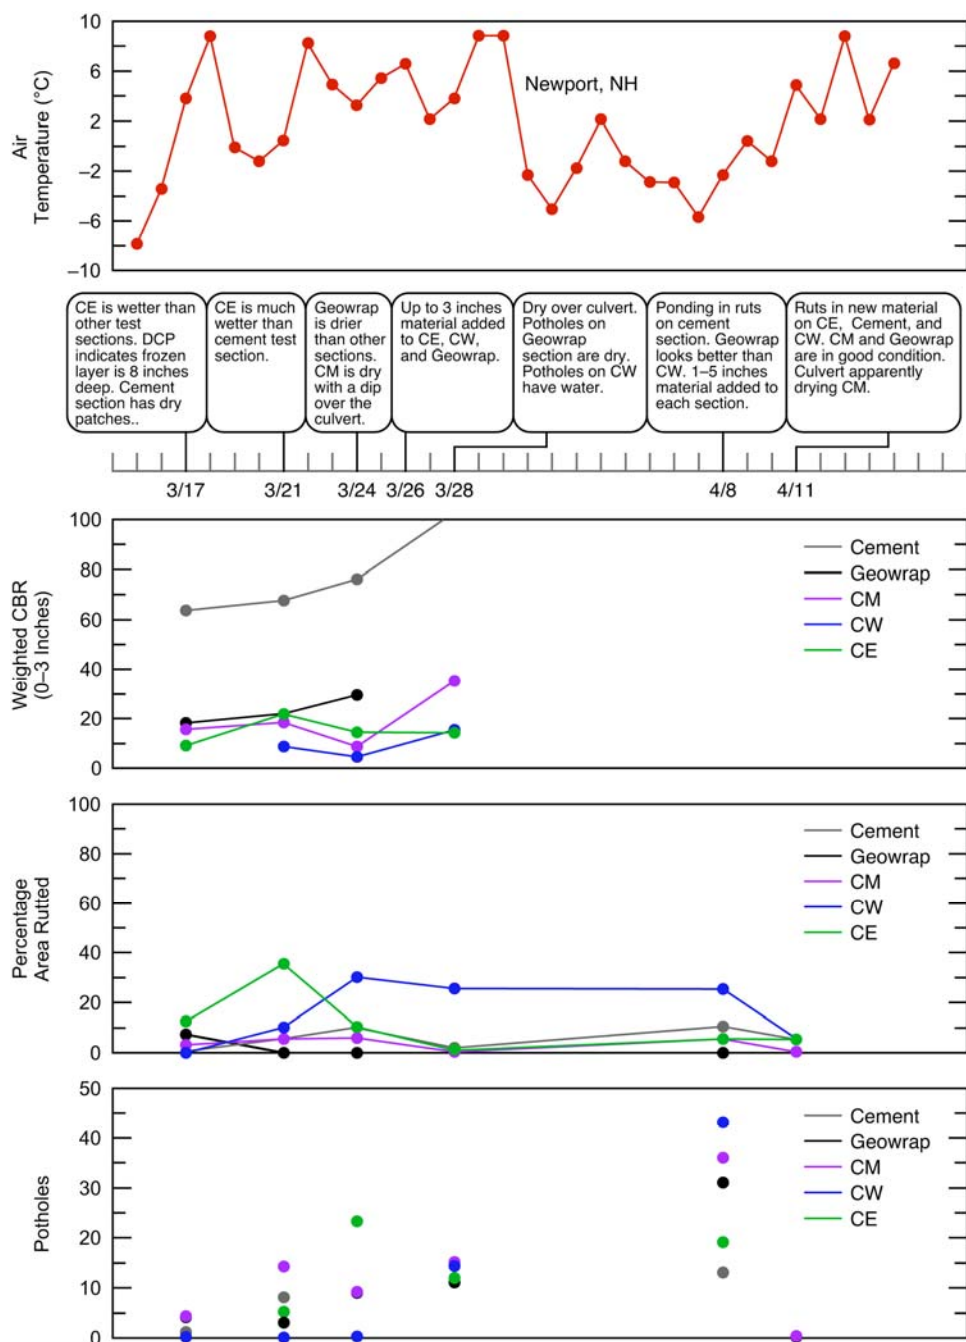 10
6
2
−2
−6
−10
Air
Temperature (°C)
Newport, NH
CE is wetter than
other test
sections. DCP
indicates frozen
layer is 8 inches
deep. Cement
section has dry
patches..
CE is much
wetter than
cement test
section.
Geowrap
is drier
than other
sections.
CM is dry
with a dip
over the
culvert.
Up to 3 inches
material added
to CE, CW,
and Geowrap.
Dry over culvert.
Potholes on
Geowrap
section are dry.
Potholes on CW
have water.
Ponding in ruts
on cement
section. Geowrap
looks better than
CW. 1–5 inches
material added to
each section.
Ruts in new material
on CE, Cement, and
CW. CM and Geowrap
are in good condition.
Culvert apparently
drying CM.
3/17 3/21 3/24 3/26 3/28 4/8 4/11
100
80
60
40
20
0
Weighted CBR
(0–3 Inches)
Cement
Geowrap
CM
CW
CE
100
80
60
40
20
0
Percentage
Area Rutted
Cement
Geowrap
CM
CW
CE
50
40
30
20
10
0
Potholes
Cement
Geowrap
CM
CW
CE